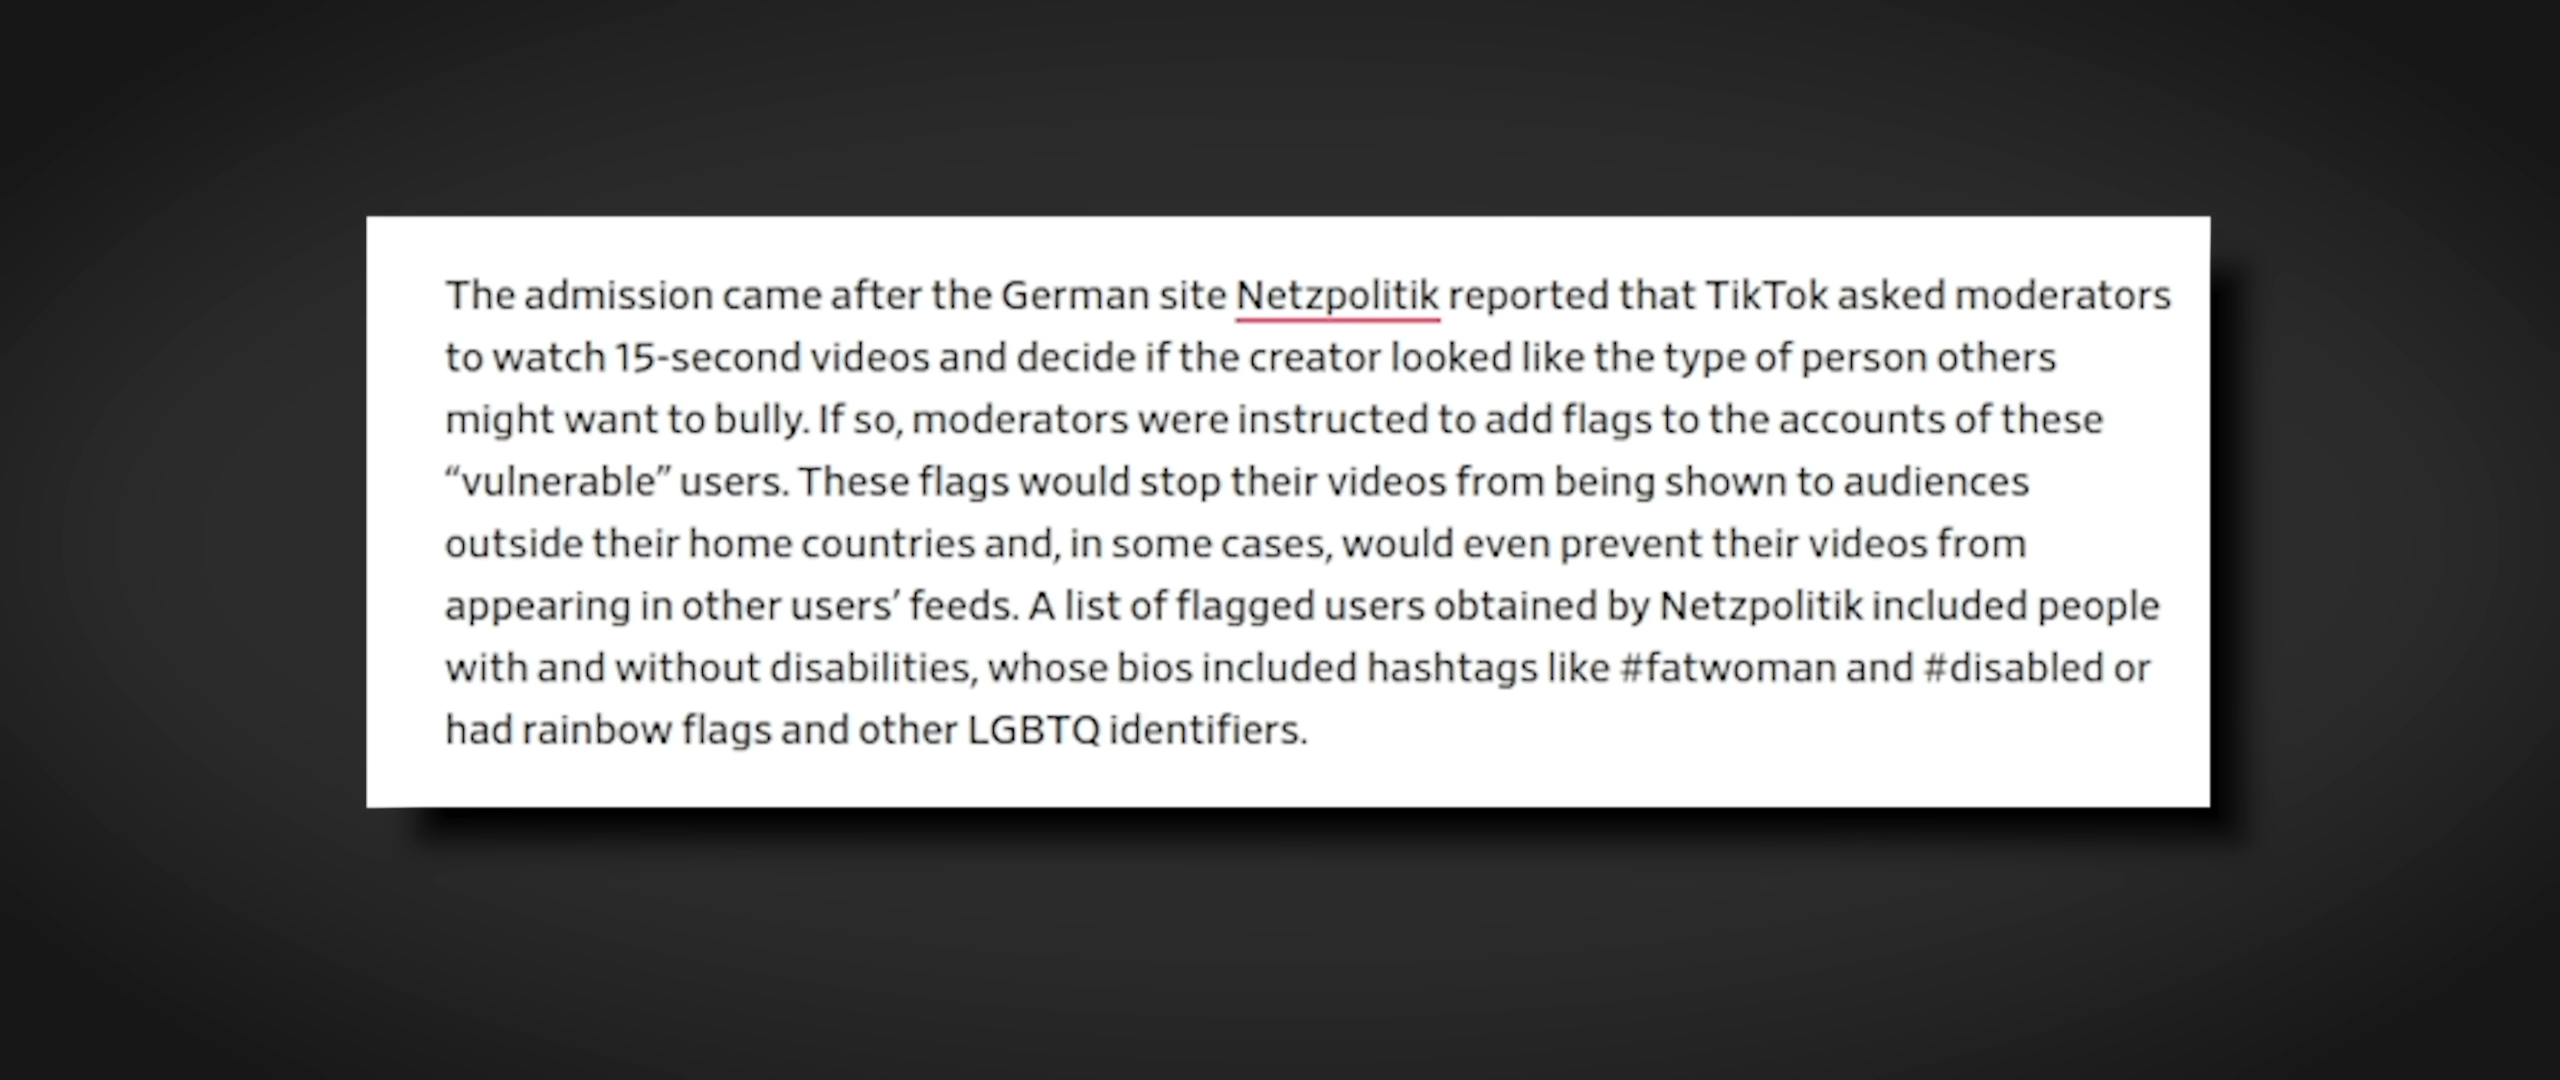 The admission came after the German site Netzpolitik reported that TikTok asked moderators
to watch 15-second videos and decide if the creator looked like the type of person others
might want to bully. If so, moderators were instructed to add flags to the accounts of these
“vulnerable” users. These flags would stop their videos from being shown to audiences
outside their home countries and, in some cases, would even prevent their videos from
appearing in other users’ feeds. A list of flagged users obtained by Netzpolitik included people
with and without disabilities, whose bios included hashtags like #fatwoman and #disabled or
had rainbow flags and other LGBTQ identifiers.